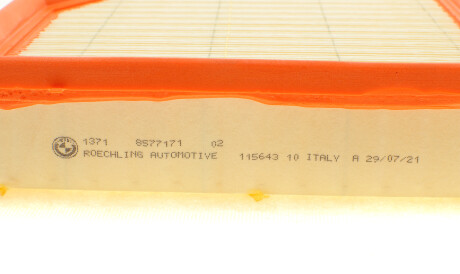 1371 8577171 02
ROECHLING AUTOMOTIVE 115643 10 ITALY A 29/07/21